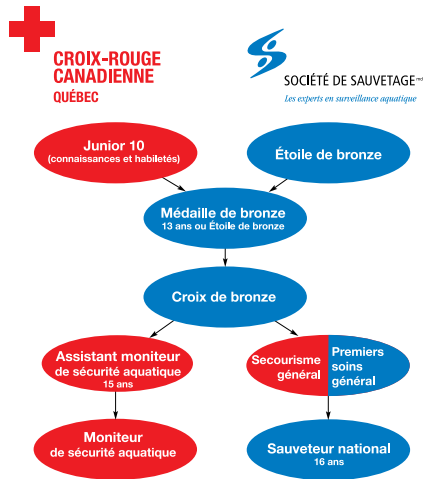 CROIX-ROUGE
CANADIENNE
QUÉBEC
SOCIÉTÉ DE SAUVETAGE md
Les experts en surveillance aquatique
Junior 10
(connaissances et habiletés)
Étoile de bronze
Médaille de bronze
13 ans ou Étoile de bronze
Croix de bronze
Assistant moniteur
de sécurité aquatique
15 ans
Secourisme
général
Premiers
soins
général
Moniteur
de sécurité aquatique
Sauveteur national
16 ans